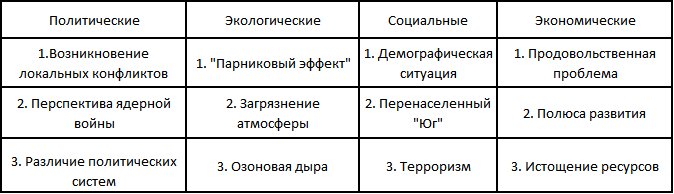 Политические
Экологические
Социальные
Экономические
1.Возникновение
локальных конфликтов
1. "Парниковый эффект"
1. Демографическая
ситуация
1. Продовольственная
проблема
2. Перспектива ядерной
войны
2. Загрязнение
атмосферы
2. Перенаселенный
"Юг"
2. Полюса развития
3. Различие политических
систем
3. Озоновая дыра
3. Терроризм
3. Истощение ресурсов